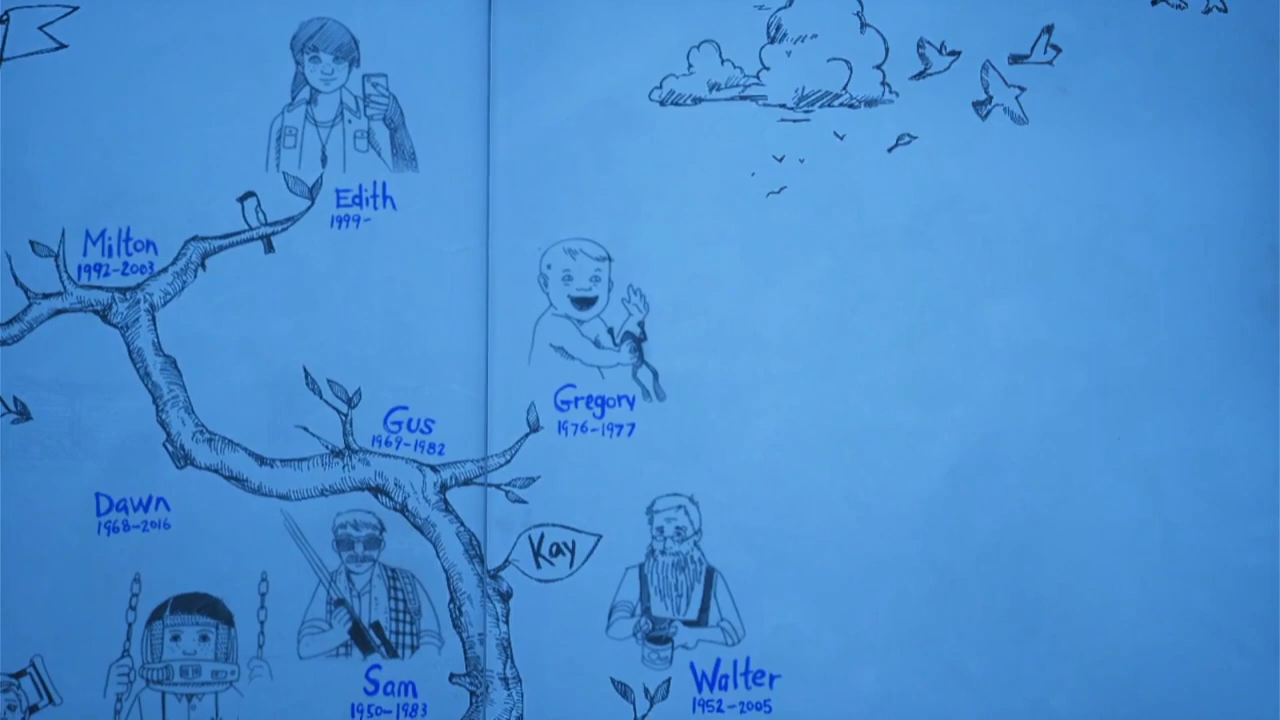 Edith
1999-
Milton
1992-2003
Gregory
1976-1977
Gus
1969-1982
Dawn
1968-2016
Kay
Sam
1950-1983
Walter
1952-2005